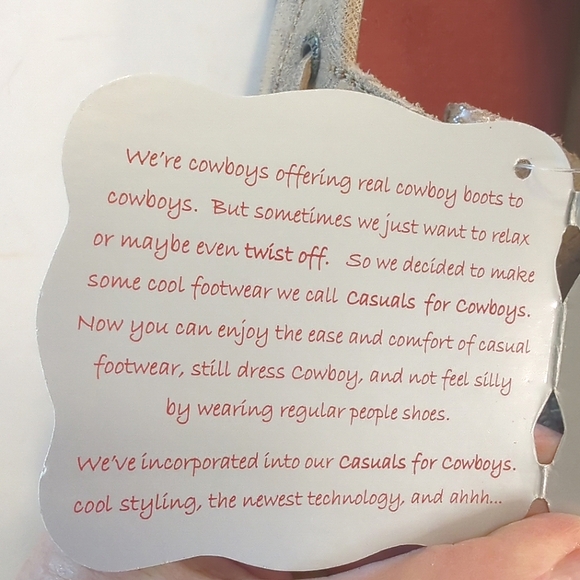 We're cowboys offering real cowboy boots to
cowboys. But sometimes we just want to relax
or maybe even twist off. So we decided to make
some cool footwear we call Casuals for Cowboys.
Now you can enjoy the ease and comfort of casual
footwear, still dress Cowboy, and not feel silly
by wearing regular people shoes.
We've incorporated into our Casuals for Cowboys.
cool styling, the newest technology, and ahhh...